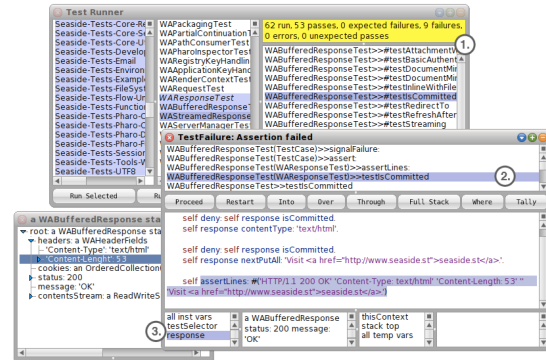 Test Runner
Seaside-Tests-Core-Re
Seaside-Tests-Core-Se
Seaside-Tests-Core-Ut
Seaside-Tests-Develop
Seaside-Tests-Email
Seaside-Tests-Environ
Seaside-Tests-Example
Seaside-Tests-FileSyst
Seaside-Tests-Flow-Ur
Seaside-Tests-Function
Seaside-Tests-Pharo-C
Seaside-Tests-Pharo-C
Seaside-Tests-Pharo-D
Seaside-Tests-Pharo-F
Seaside-Tests-Session
Seaside-Tests-Tools-W
Seaside-Tests-UTF8
WAPackagingTest
WAPartialContinuationT
WAPathConsumerTest
WAPharoInspectorTest
WARegistryKeyHandlin
WAApplicationKeyHand
WARenderContextTest
WARequestTest
WAResponseTest
WABufferedResponseT
WAStreamedResponse
WAServerManagerTes
62 run, 53 passes, 0 expected failures, 9 failures,
0 errors, 0 unexpected passes
1.
WABufferedResponseTest>>#testAttachmentW
WABufferedResponseTest>>#testBasicAuthent
WABufferedResponseTest>>#testDocumentMir
WABufferedResponseTest>>#testDocumentMir
WABufferedResponseTest>>#testInlineWithFile
WABufferedResponseTest>>#testIsCommitted
WABufferedResponseTest>>#testRedirectTo
WABufferedResponseTest>>#testRefreshAfter
WABufferedResponseTest>>#testStreaming
Run Selected
Ru
TestFailure: Assertion failed
WABufferedResponseTest(TestCase)>>signalFailure:
WABufferedResponseTest(TestCase)>>assert:
WABufferedResponseTest(WAResponseTest)>>assertLines:
WABufferedResponseTest(WAResponseTest)>>testIsCommitted
WABufferedResponseTest>>testIsCommitted
2.
Proceed Restart Into Over Through Full Stack Where Tally
self deny: self response isCommitted.
self response contentType: 'text/html'.
self deny: self response isCommitted.
self response nextPutAll: 'Visit <a href="http://www.seaside.st">seaside.st</a>.'.
self assertLines: #('HTTP/1.1 200 OK' 'Content-Type: text/html' 'Content-Length: 53' ''
'Visit <a href="http://www.seaside.st">seaside.st</a>.')
all inst vars
testSelector
response
a WABufferedResponse
status: 200 message:
'OK'
thisContext
stack top
all temp vars
3.
a WABufferedResponse sta
root: a WABufferedResponse sta
headers: a WAHeaderFields
'Content-Type': 'text/html'
'Content-Lenght': 53
cookies: an OrderedCollection
status: 200
message: 'OK'
contentsStream: a ReadWriteS